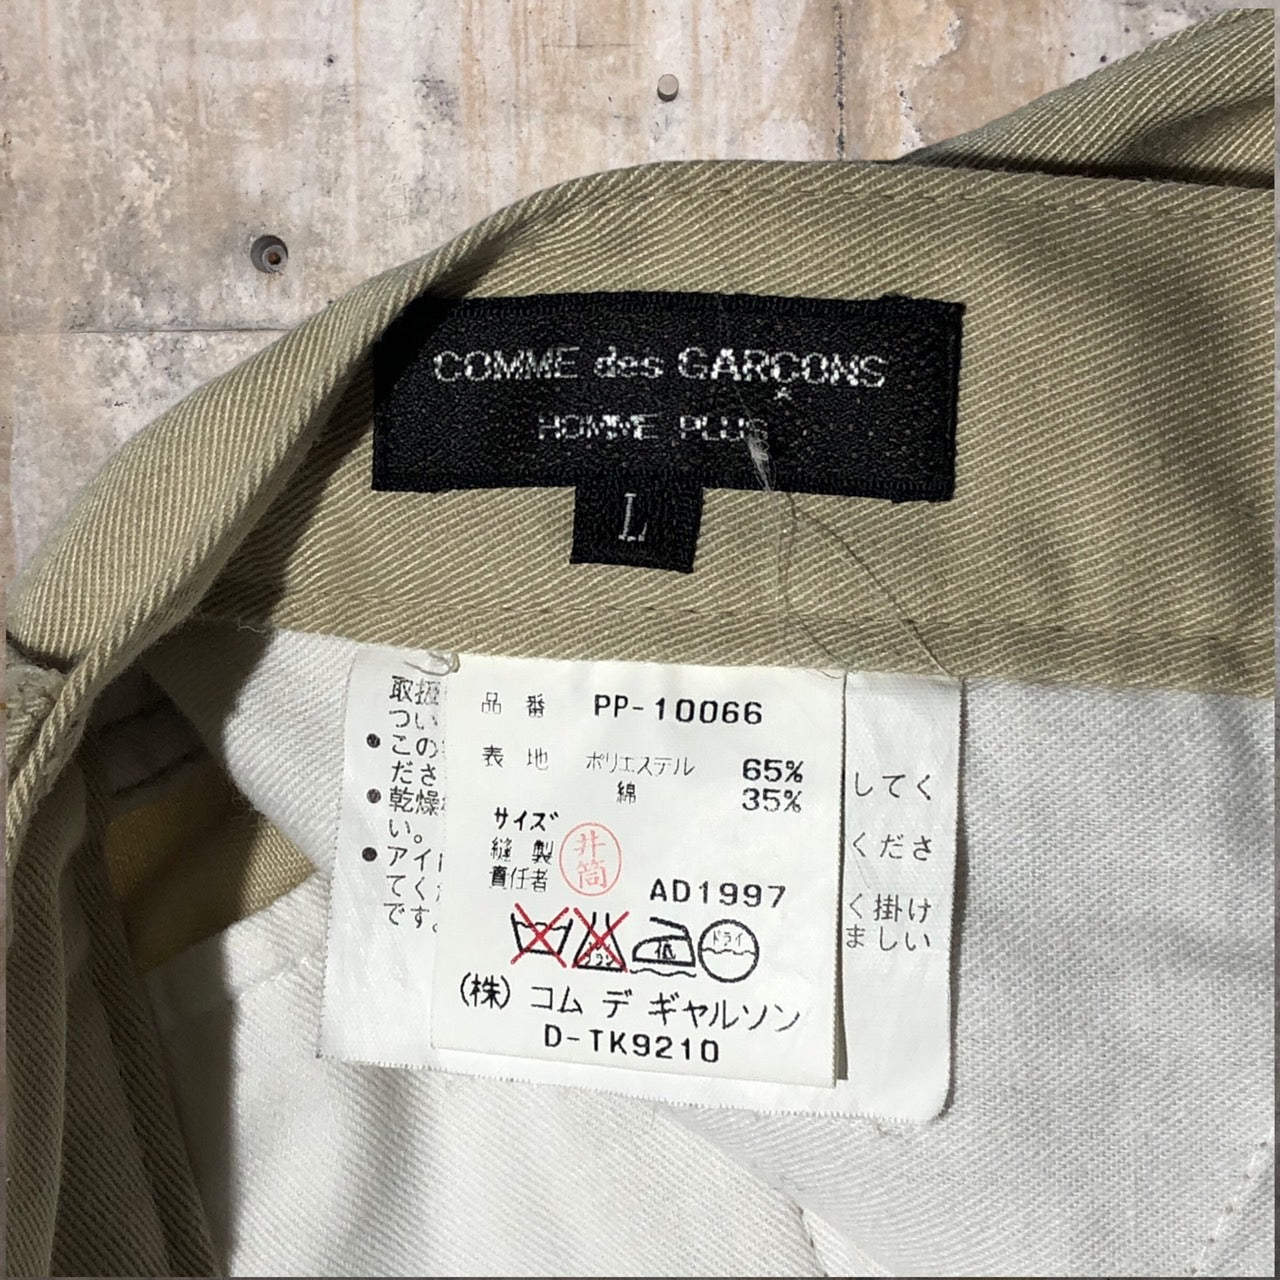 COMME des GARÇONS
HOMME PLUS
L
品番 PP-10066
表地 ポリエステル 65%
綿 35%
サイズ
縫製
責任者
井筒
AD1997
低
ドライ
(株) コム デ ギャルソン
D-TK9210
取扳
つい
●この
ださ
●乾燥
い。
●アイ
てく
です。
してく
くださ
く掛け
ましい